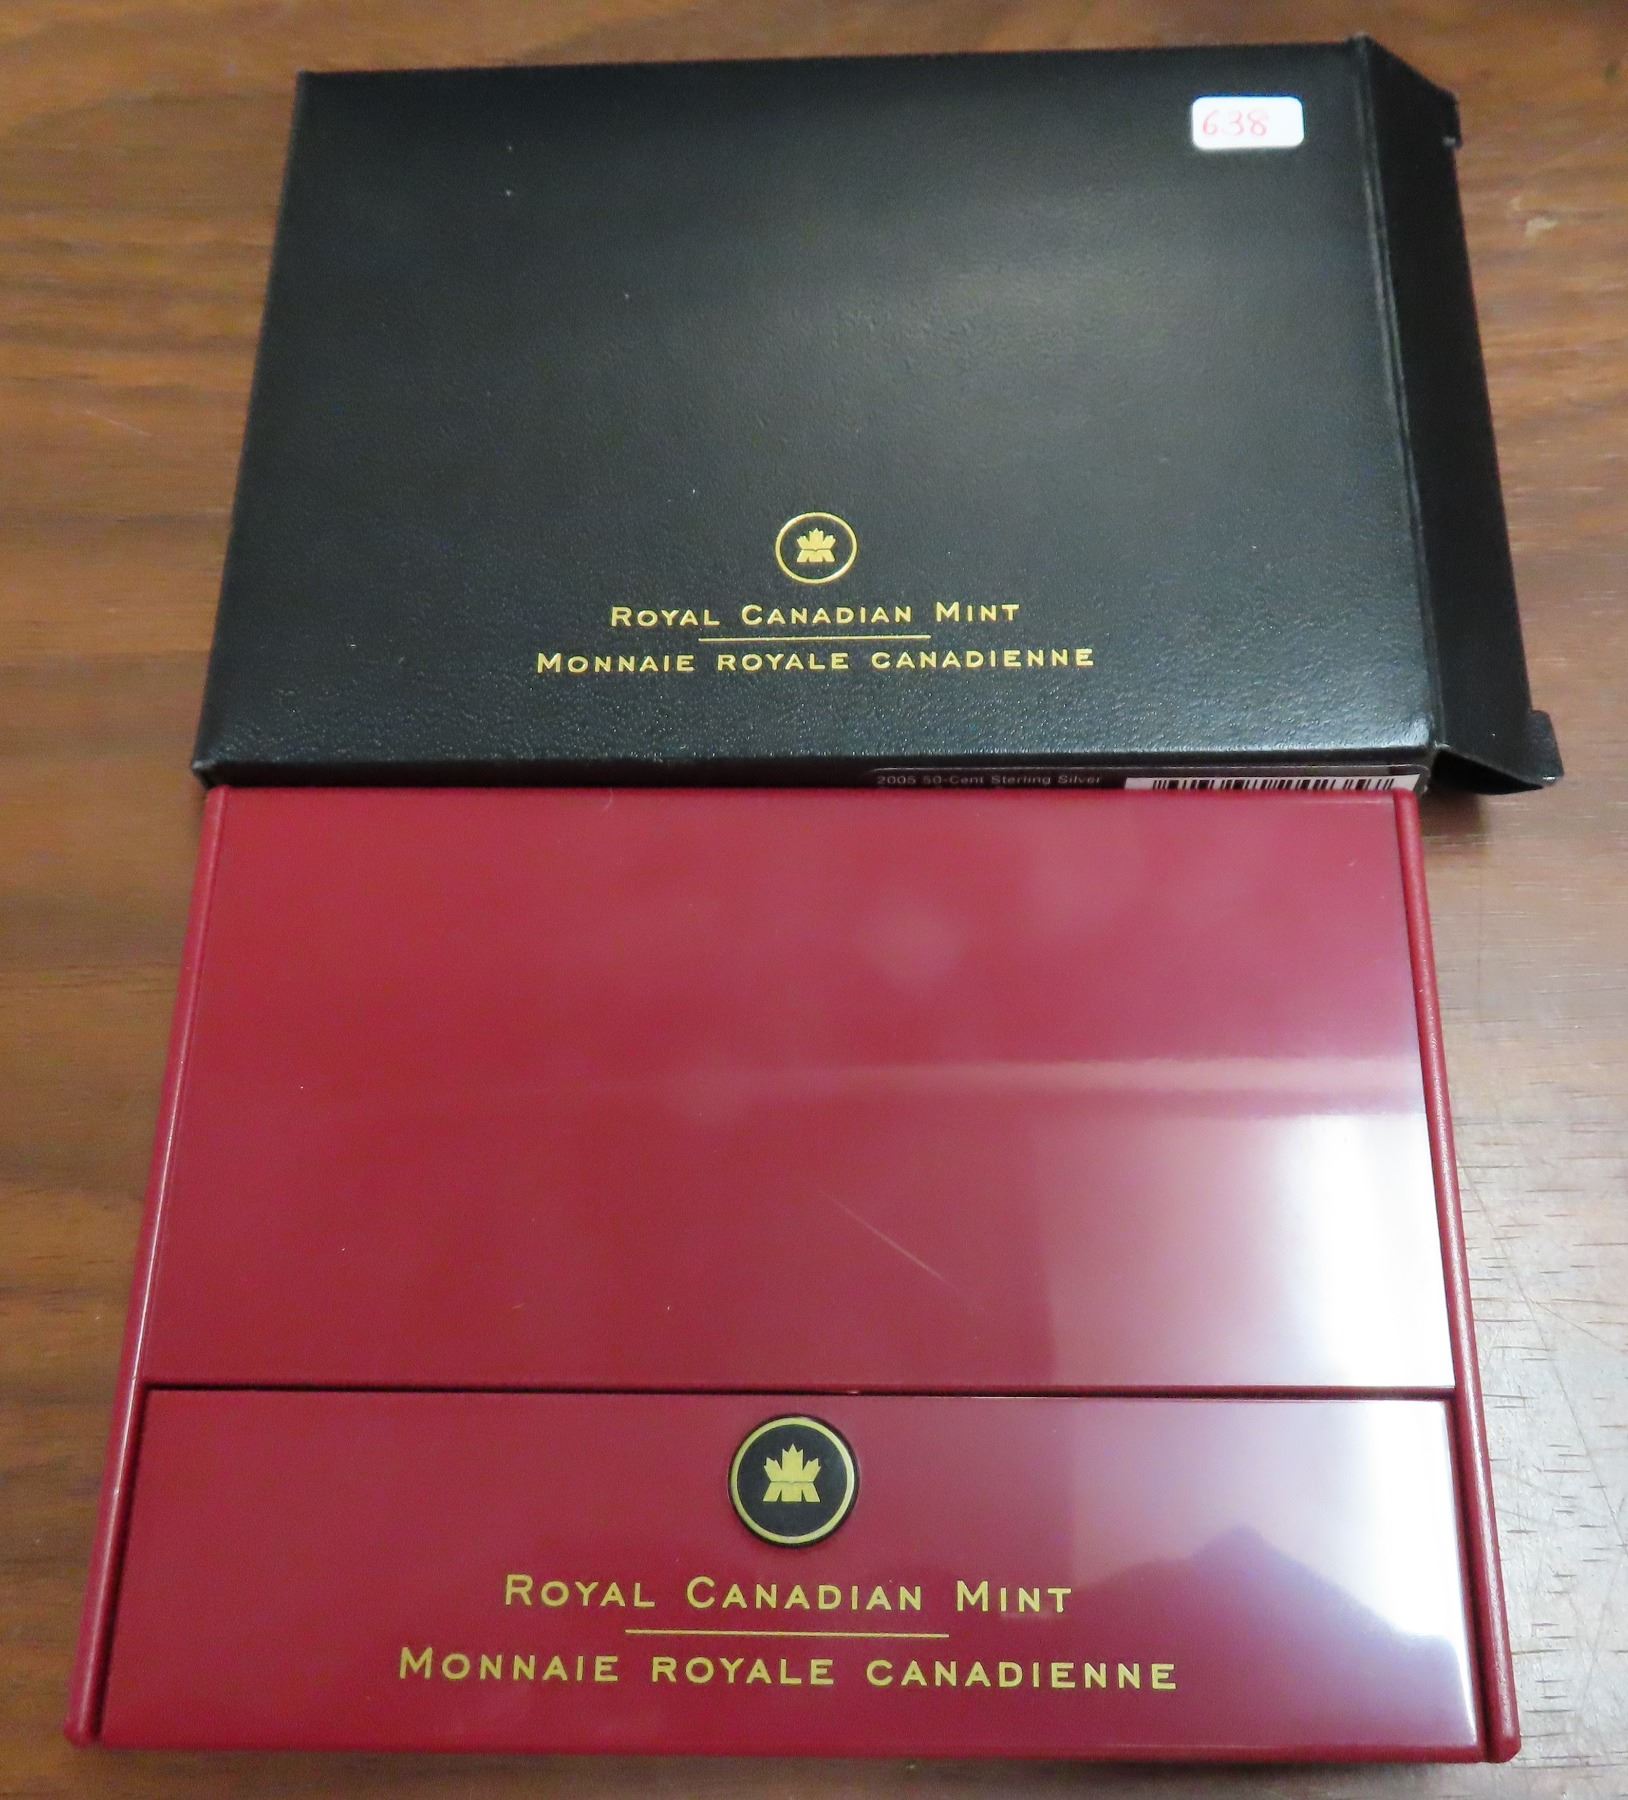 638
ROYAL CANADIAN MINT
MONNAIE ROYALE CANADIENNE
2005 50-Cent Sterling Silver
ROYAL CANADIAN MINT
MONNAIE ROYALE CANADIENNE